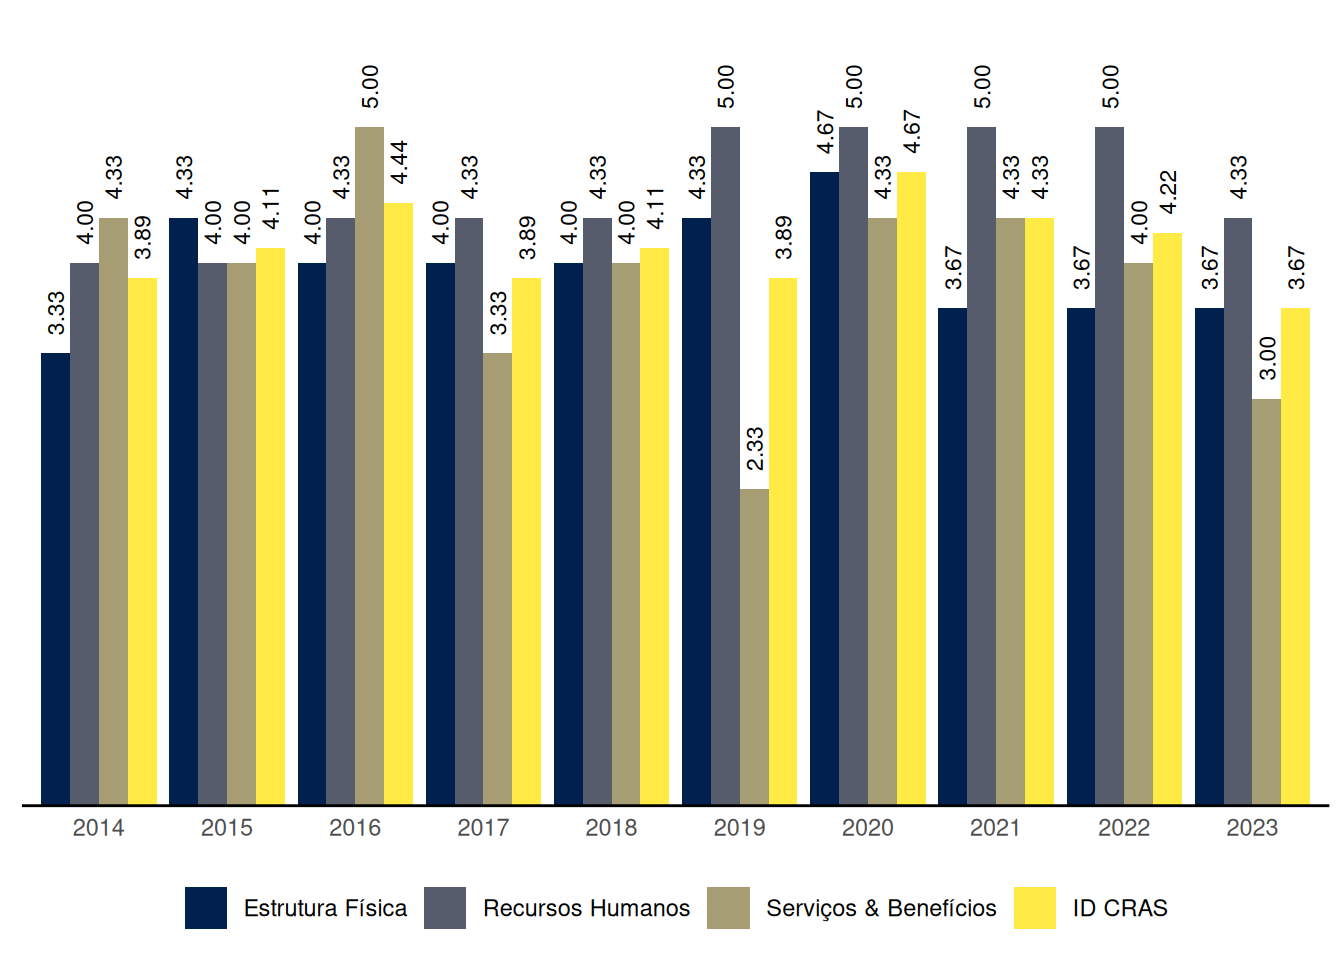 3.33 4.00 4.33 3.89
4.33 4.00 4.00 4.11
4.00 4.33 5.00 4.44
4.00 4.33 3.33 3.89
4.00 4.33 4.00 4.11
4.33 5.00 2.33 3.89
4.67 5.00 4.33 4.67
3.67 5.00 4.33 4.33
3.67 5.00 4.00 4.22
3.67 4.33 3.00 3.67
2014 2015 2016 2017 2018 2019 2020 2021 2022 2023
Estrutura Física Recursos Humanos Serviços & Benefícios ID CRAS